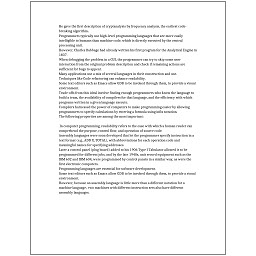 He gave the first description of cryptanalysis by frequency analysis, the earliest code-breaking algorithm.
Programmers typically use high-level programming languages that are more easily intelligible to humans than machine code, which is directly executed by the central processing unit.
However, Charles Babbage had already written his first program for the Analytical Engine in 1837.
When debugging the problem in a GUI, the programmer can try to skip some user interaction from the original problem description and check if remaining actions are sufficient for bugs to appear.
Many applications use a mix of several languages in their construction and use.
Techniques like Code refactoring can enhance readability.
Some text editors such as Emacs allow GDB to be invoked through them, to provide a visual environment.
Trade-offs from this ideal involve finding enough programmers who know the language to build a team, the availability of compilers for that language, and the efficiency with which programs written in a given language execute.
Compilers harnessed the power of computers to make programming easier by allowing programmers to specify calculations by entering a formula using infix notation.
The following properties are among the most important:
In computer programming, readability refers to the ease with which a human reader can comprehend the purpose, control flow, and operation of source code.
Assembly languages were soon developed that let the programmer specify instruction in a text format (e.g., ADD X, TOTAL), with abbreviations for each operation code and meaningful names for specifying addresses.
Later a control panel (plug board) added to his 1906 Type I Tabulator allowed it to be programmed for different jobs, and by the late 1940s, unit record equipment such as the IBM 602 and IBM 604, were programmed by control panels in a similar way, as were the first electronic computers.
Programming languages are essential for software development.
Some text editors such as Emacs allow GDB to be invoked through them, to provide a visual environment.
However, because an assembly language is little more than a different notation for a machine language, two machines with different instruction sets also have different assembly languages.